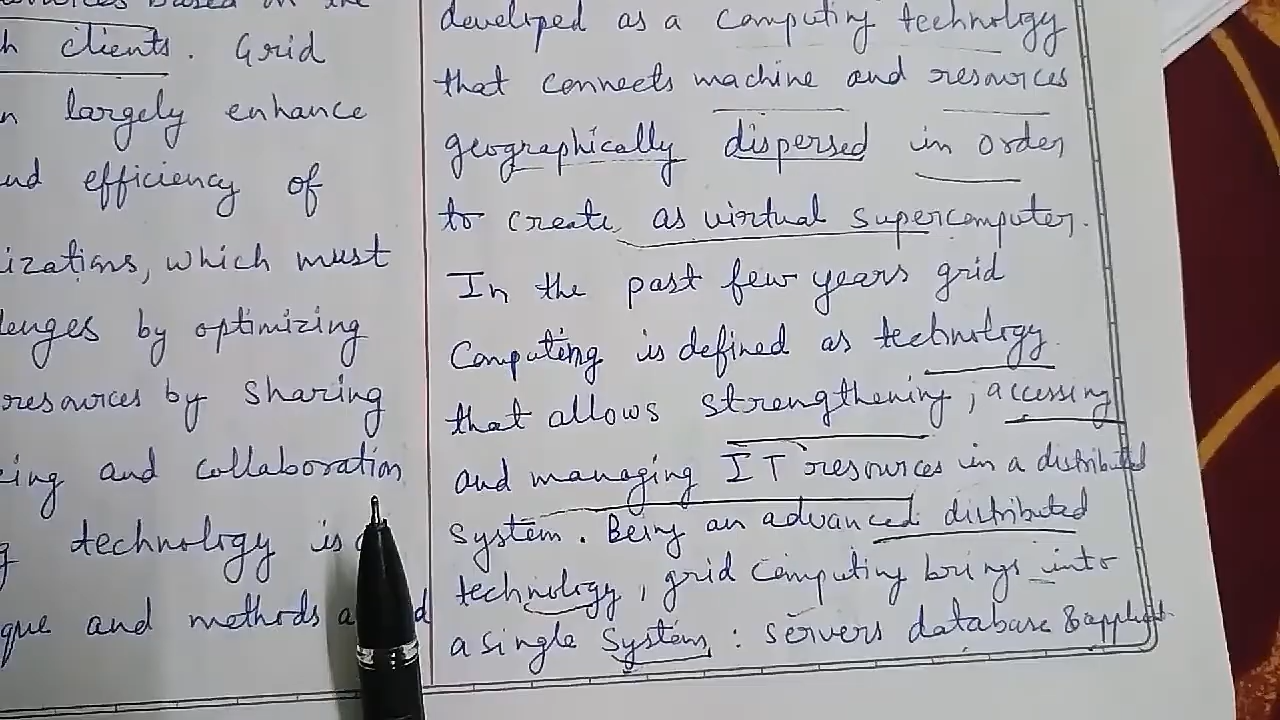 clients. Grid
largely enhance
efficiency of
izations, which must
lenges by optimizing
resources by sharing
ing and collaboration
technology is
que and methods
developed as a computing technology
that connects machine and resources
geographically dispersed in order
to create as virtual supercomputer.
In the past few years grid
Computing is defined as technology
that allows strengthening, accessing
and managing IT resources in a distributed
system. Being an advanced distributed
technology, grid computing brings into
a single system: servers database &